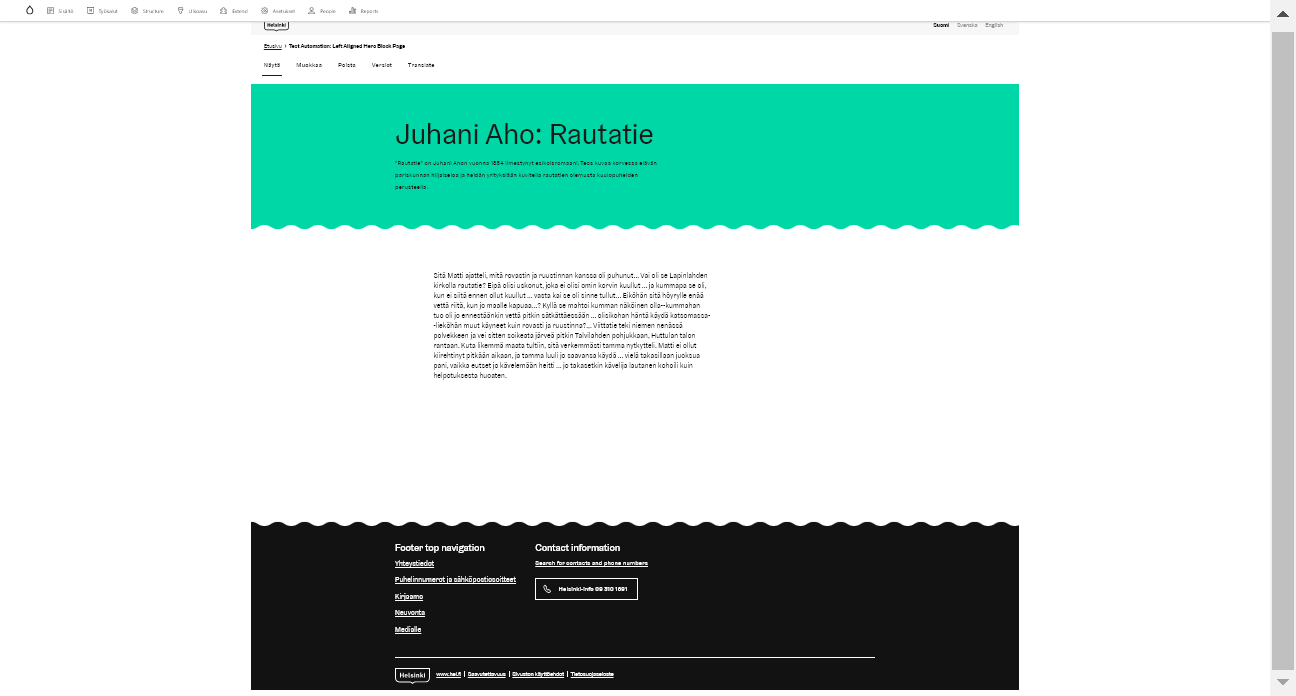 Sisältö Työkalut Structure Ulkoasu Extend Asetukset People Reports
Helsinki
Suomi Svenska English
Etusivu › Test Automation: Left Aligned Hero Block Page
Näytä Muokkaa Poista Versiot Translate
Juhani Aho: Rautatie
"Rautatie" on Juhani Ahon vuonna 1884 ilmestynyt esikoisromaani. Teos kuvaa korvessa elävän
pariskunnan hiljaiseloa ja heidän yrityksiään kuvitella rautatien olemusta kuulopuheiden
perusteella.
Sitä Matti ajatteli, mitä rovastin ja ruustinnan kanssa oli puhunut... Vai oli se Lapinlahden
kirkolla rautatie? Eipä olisi uskonut, joka ei olisi omin korvin kuullut ... ja kummapa se oli,
kun ei siitä ennen ollut kuullut ... vasta kai se oli sinne tullut... Eiköhän sitä höyrylle enää
vettä riitä, kun jo maalle kapuaa...? Kyllä se mahtoi kumman näköinen olla--kummahan
tuo oli jo ennestäänkin vettä pitkin sätkättäessään ... olisikohan häntä käydä katsomassa-
-lieköhän muut käyneet kuin rovasti ja ruustinna?... Viittatie teki niemen nenässä
polvekkeen ja vei sitten soikeata järveä pitkin Talvilahden pohjukkaan, Huttulan talon
rantaan. Kuta likemmä maata tultiin, sitä verkemmästi tamma nytkytteli. Matti ei ollut
kiirehtinyt pitkään aikaan, ja tamma luuli jo saavansa käydä ... vielä takasillaan juoksua
pani, vaikka eutset jo kävelemään heitti ... jo takasetkin kävelijä lautanen kohoili kuin
helpotuksesta huoaten.
Footer top navigation
Yhteystiedot
Puhelinnumerot ja sähköpostiosoitteet
Kirjaamo
Neuvonta
Medialle
Contact information
Search for contacts and phone numbers
Helsinki-info 09 310 1691
Helsinki
www.hel.fi | Saavutettavuus | Sivuston käyttöehdot | Tietosuojaseloste